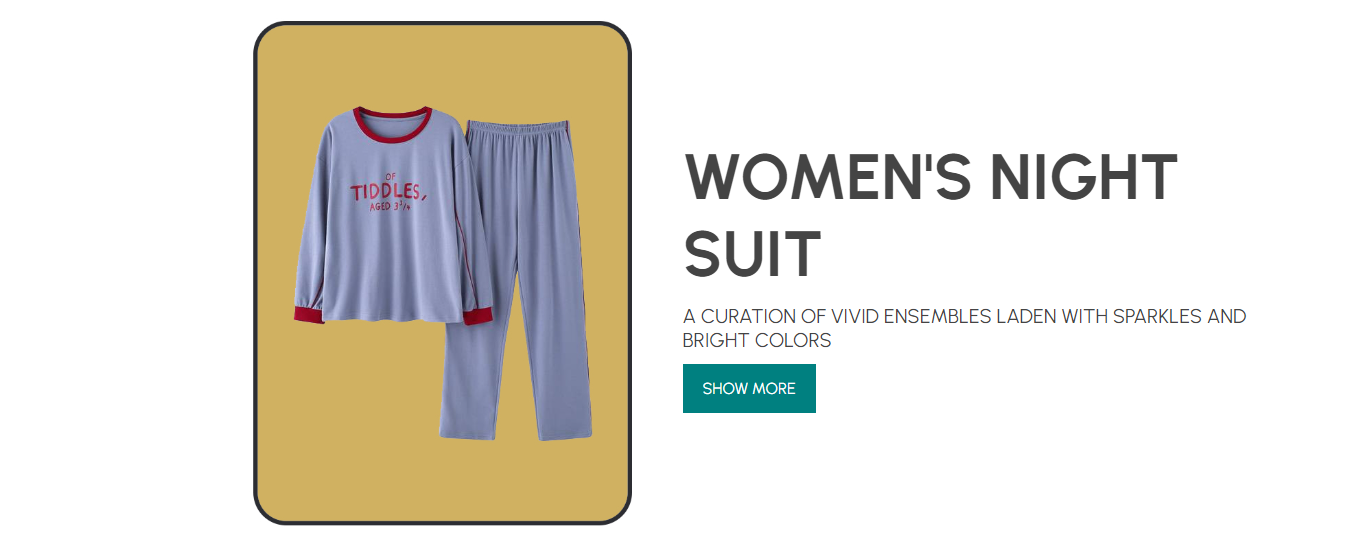 OF
TIDDLES,
AGED 3¾
WOMEN'S NIGHT
SUIT
A CURATION OF VIVID ENSEMBLES LADEN WITH SPARKLES AND
BRIGHT COLORS
SHOW MORE